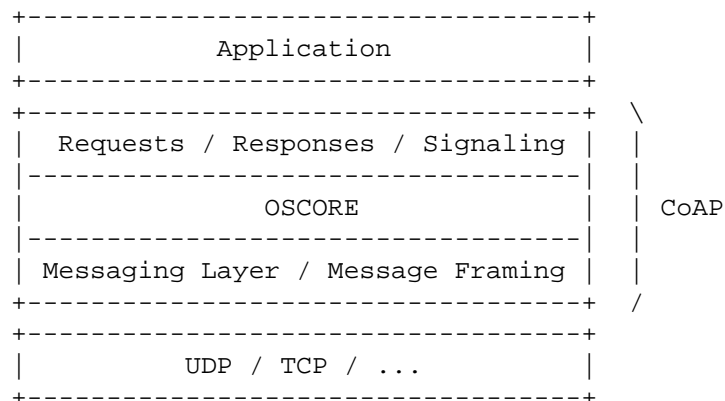 +-----------------------------------+
|            Application            |
+-----------------------------------+
+-----------------------------------+  \
|  Requests / Responses / Signaling |  |
|-----------------------------------|  |
|               OSCORE              |  | CoAP
|-----------------------------------|  |
| Messaging Layer / Message Framing |  |
+-----------------------------------+  /
+-----------------------------------+
|          UDP / TCP / ...          |
+-----------------------------------+